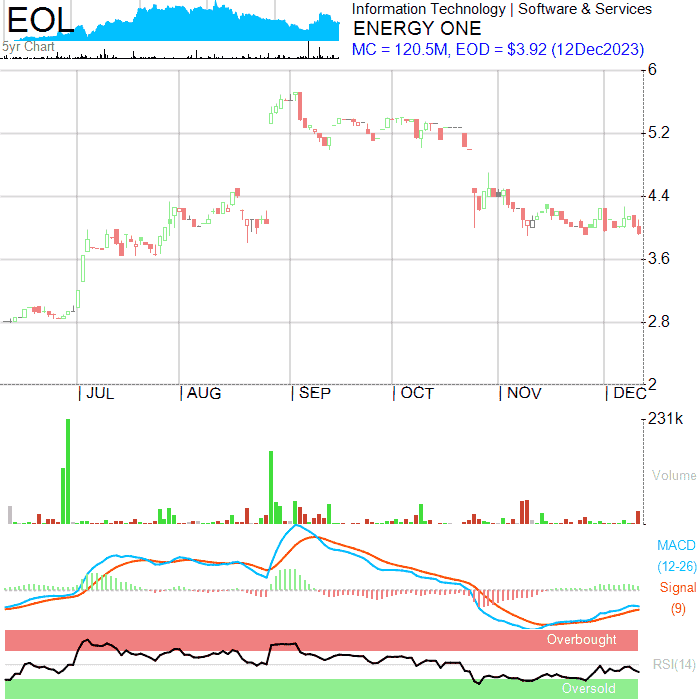 EOL
Information Technology | Software & Services
ENERGY ONE
5yr Chart
MC = 120.5M, EOD = $3.92 (12Dec2023)
6
5.2
4.4
3.6
2.8
2
| JUL | AUG | SEP | OCT | NOV | DEC
231k
Volume
MACD
(12-26)
Signal
(9)
Overbought
RSI(14)
Oversold